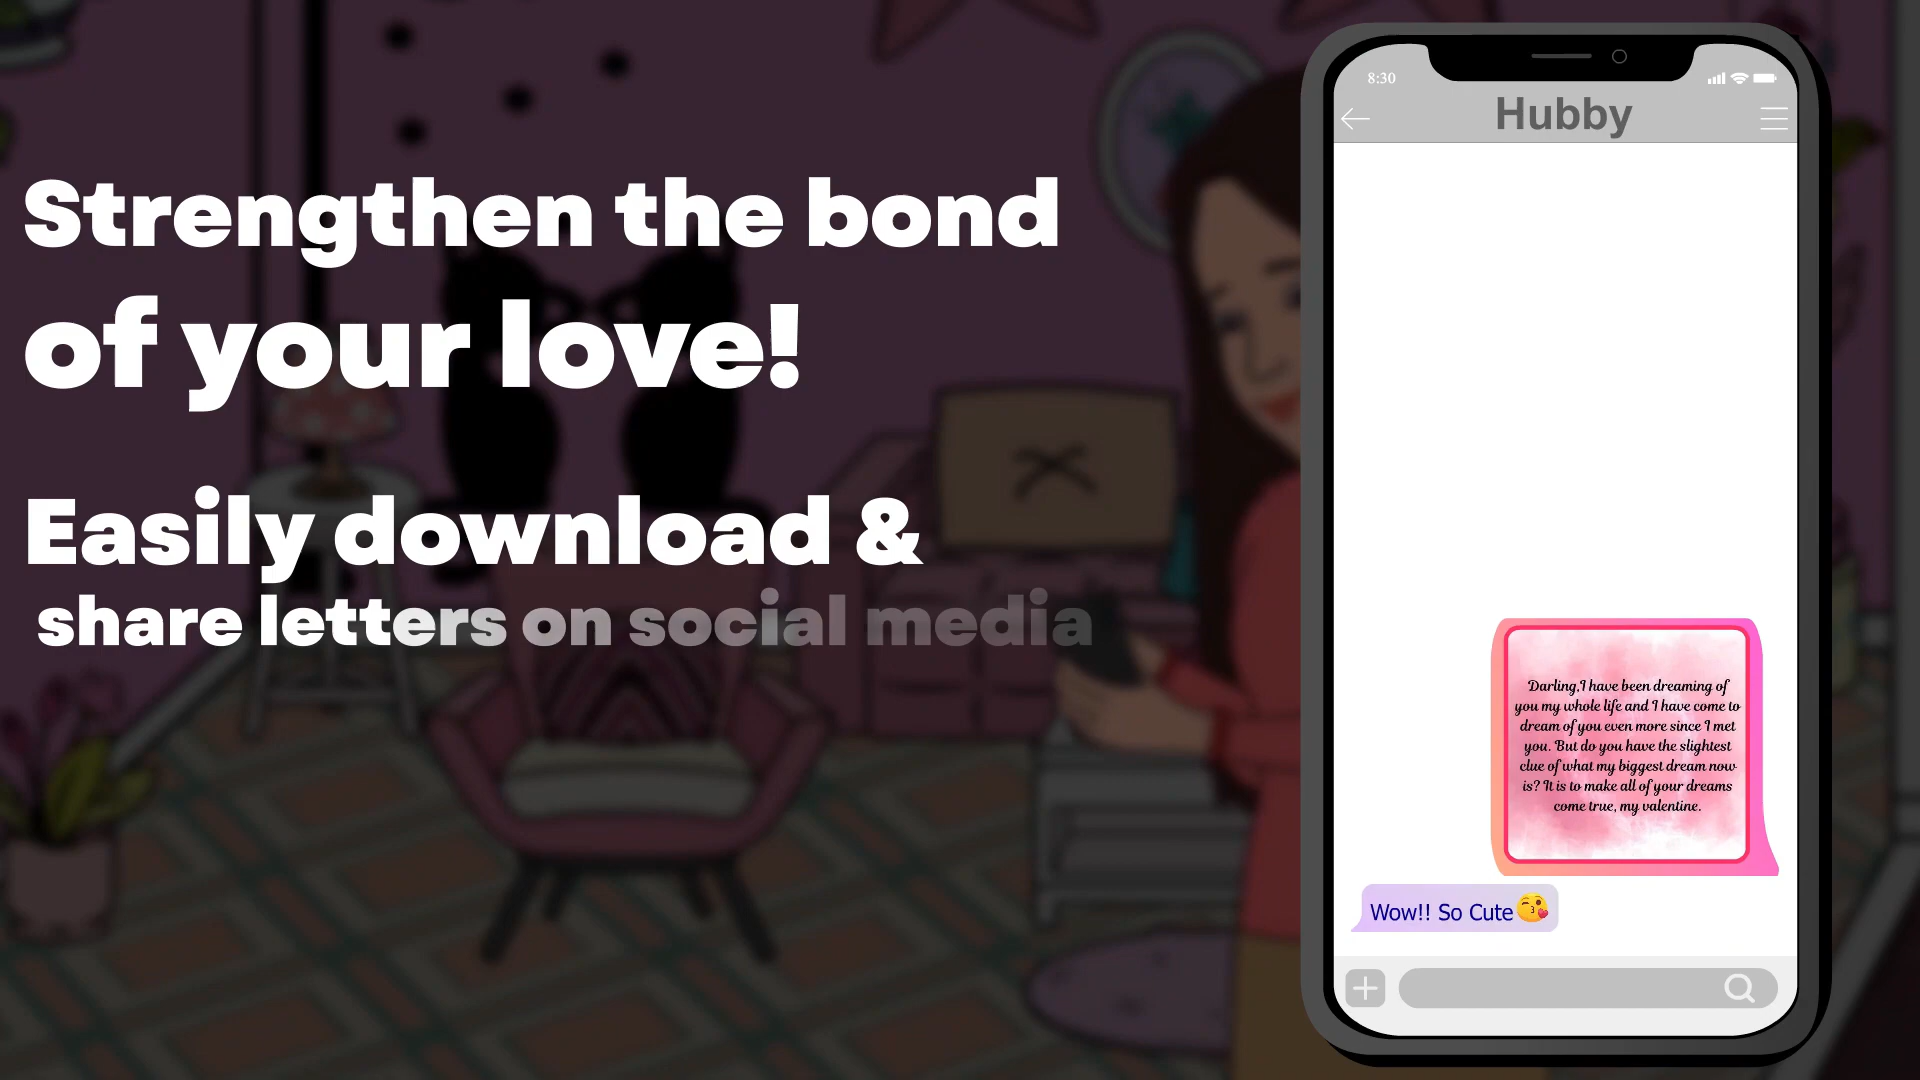 Strengthen the bond
of your love!
Easily download &
share letters on social media
8:30
Hubby
Darling,I have been dreaming of
you my whole life and I have come to
dream of you even more since I met
you. But do you have the slightest
clue of what my biggest dream now
is? It is to make all of your dreams
come true, my valentine.
Wow!! So Cute😘